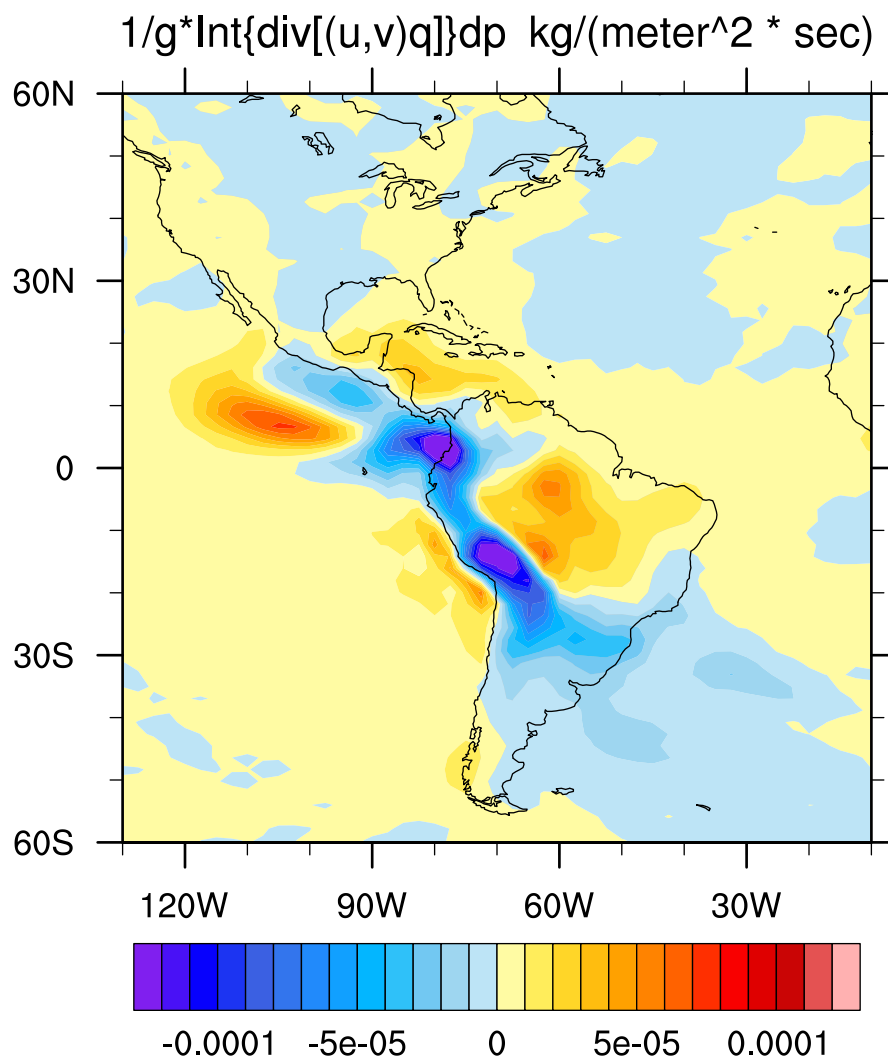 1/g*Int{div[(u,v)q]}dp kg/(meter^2 * sec)
60N
30N
0
30S
60S
120W 90W 60W 30W
-0.0001 -5e-05 0 5e-05 0.0001